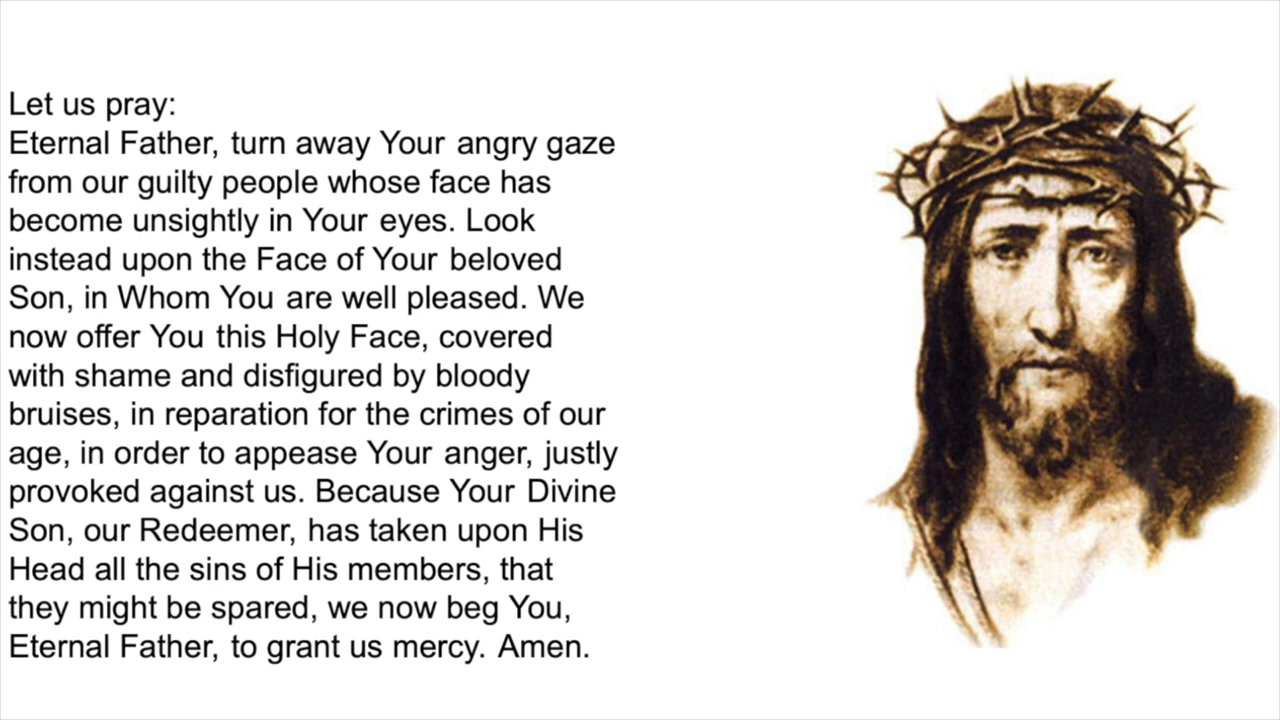 Let us pray:
Eternal Father, turn away Your angry gaze
from our guilty people whose face has
become unsightly in Your eyes. Look
instead upon the Face of Your beloved
Son, in Whom You are well pleased. We
now offer You this Holy Face, covered
with shame and disfigured by bloody
bruises, in reparation for the crimes of our
age, in order to appease Your anger, justly
provoked against us. Because Your Divine
Son, our Redeemer, has taken upon His
Head all the sins of His members, that
they might be spared, we now beg You,
Eternal Father, to grant us mercy. Amen.